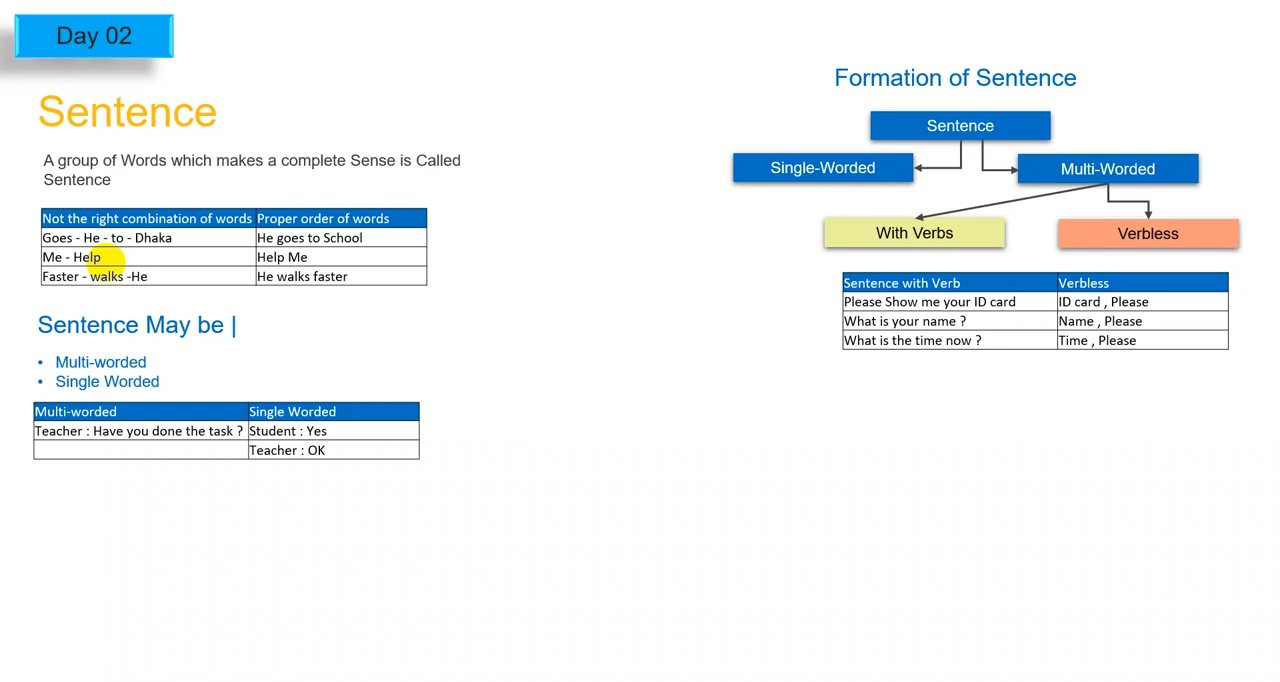 Day 02
Sentence
A group of Words which makes a complete Sense is Called
Sentence
Not the right combination of words Proper order of words
Goes - He - to - Dhaka He goes to School
Me - Help Help Me
Faster - walks -He He walks faster
Sentence May be |
• Multi-worded
• Single Worded
Multi-worded Single Worded
Teacher : Have you done the task ? Student : Yes
Teacher : OK
Formation of Sentence
Sentence
Single-Worded Multi-Worded
With Verbs Verbless
Sentence with Verb Verbless
Please Show me your ID card ID card , Please
What is your name ? Name , Please
What is the time now ? Time , Please